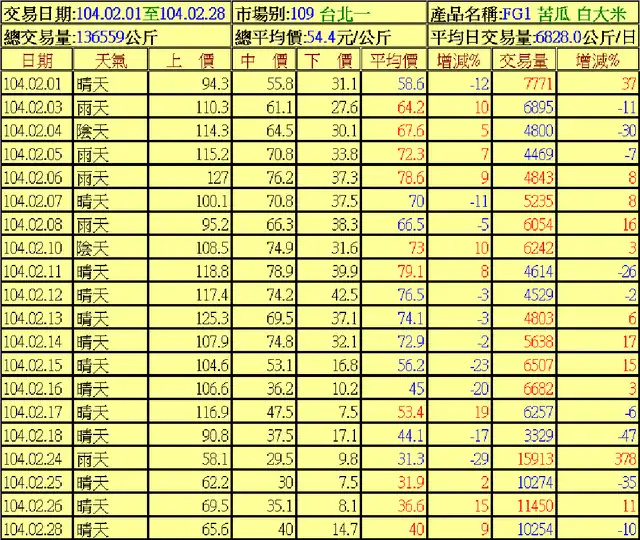 交易日期:104.02.01至104.02.28 市場別:109 台北一 產品名稱:FG1 苦瓜 白大米
總交易量:136559公斤 總平均價:54.4元/公斤 平均日交易量:6828.0公斤/日
日期 天氣 上 價 中 價 下 價 平均價 增減% 交易量 增減%
104.02.01 晴天 94.3 55.8 31.1 58.6 -12 7771 37
104.02.03 雨天 110.3 61.1 27.6 64.2 10 6895 -11
104.02.04 陰天 114.3 64.5 30.1 67.6 5 4800 -30
104.02.05 雨天 115.2 70.8 33.8 72.3 7 4469 -7
104.02.06 雨天 127 76.2 37.3 78.6 9 4843 8
104.02.07 晴天 100.1 70.8 37.5 70 -11 5235 8
104.02.08 雨天 95.2 66.3 38.3 66.5 -5 6054 16
104.02.10 陰天 108.5 74.9 31.6 73 10 6242 3
104.02.11 晴天 118.8 78.9 39.9 79.1 8 4614 -26
104.02.12 晴天 117.4 74.2 42.5 76.5 -3 4529 -2
104.02.13 晴天 125.3 69.5 37.1 74.1 -3 4803 6
104.02.14 晴天 107.9 74.8 32.1 72.9 -2 5638 17
104.02.15 晴天 104.6 53.1 16.8 56.2 -23 6507 15
104.02.16 晴天 106.6 36.2 10.2 45 -20 6682 3
104.02.17 晴天 116.9 47.5 7.5 53.4 19 6257 -6
104.02.18 晴天 90.8 37.5 17.1 44.1 -17 3329 -47
104.02.24 雨天 58.1 29.5 9.8 31.3 -29 15913 378
104.02.25 晴天 62.2 30 7.5 31.9 2 10274 -35
104.02.26 晴天 69.5 35.1 8.1 36.6 15 11450 11
104.02.28 晴天 65.6 40 14.7 40 9 10254 -10